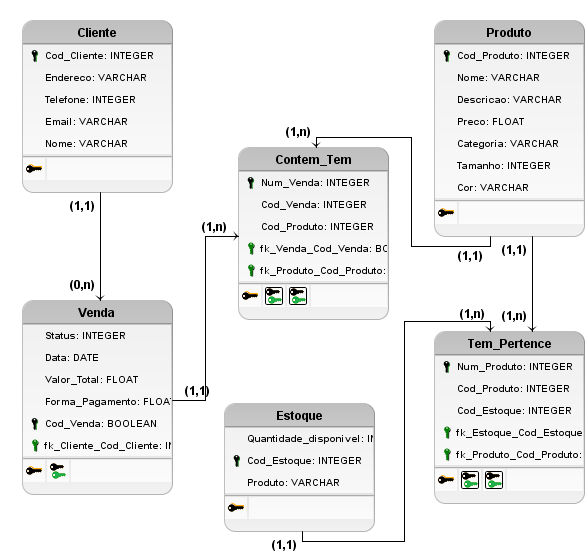 Cliente
Cod_Cliente: INTEGER
Endereco: VARCHAR
Telefone: INTEGER
Email: VARCHAR
Nome: VARCHAR
Produto
Cod_Produto: INTEGER
Nome: VARCHAR
Descricao: VARCHAR
Preco: FLOAT
Categoria: VARCHAR
Tamanho: INTEGER
Cor: VARCHAR
(1,n)
Contem_Tem
Num_Venda: INTEGER
Cod_Venda: INTEGER
Cod_Produto: INTEGER
fk_Venda_Cod_Venda: BO
fk_Produto_Cod_Produto:
(1,1)
(1,n)
(1,1)
(1,1)
(0,n)
Venda
Status: INTEGER
Data: DATE
Valor_Total: FLOAT
Forma_Pagamento: FLOA
Cod_Venda: BOOLEAN
fk_Cliente_Cod_Cliente: IN
(1,1)
(1,n)
(1,n)
Tem_Pertence
Num_Produto: INTEGER
Cod_Produto: INTEGER
Cod_Estoque: INTEGER
fk_Estoque_Cod_Estoque
fk_Produto_Cod_Produto:
Estoque
Quantidade_disponivel: IN
Cod_Estoque: INTEGER
Produto: VARCHAR
(1,1)